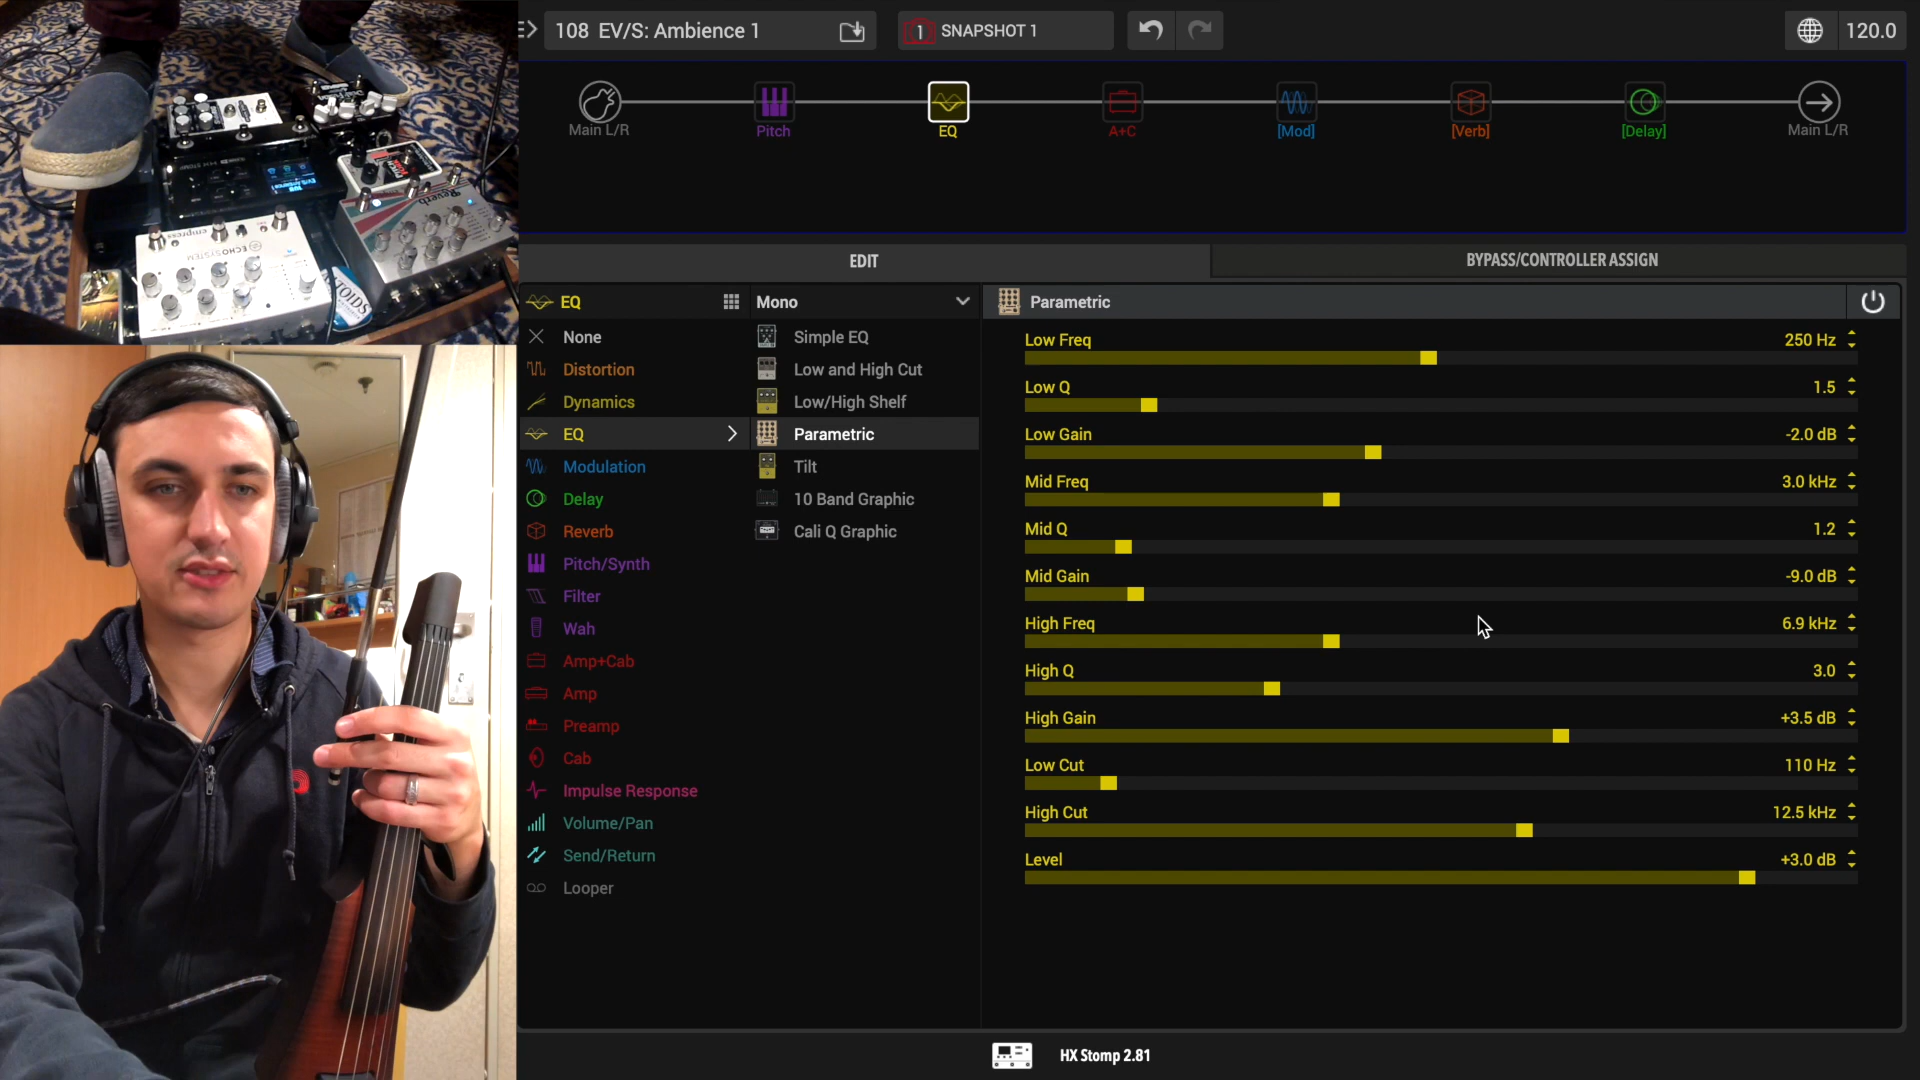 108 EV/S: Ambience 1
1 SNAPSHOT 1
120.0
Main L/R
Pitch
EQ
A+C
[Mod]
[Verb]
[Delay]
Main L/R
EDIT
BYPASS/CONTROLLER ASSIGN
EQ
Mono
Parametric
None
Distortion
Dynamics
EQ
Modulation
Delay
Reverb
Pitch/Synth
Filter
Wah
Amp+Cab
Amp
Preamp
Cab
Impulse Response
Volume/Pan
Send/Return
Looper
Simple EQ
Low and High Cut
Low/High Shelf
Parametric
Tilt
10 Band Graphic
Cali Q Graphic
Low Freq 250 Hz
Low Q 1.5
Low Gain -2.0 dB
Mid Freq 3.0 kHz
Mid Q 1.2
Mid Gain -9.0 dB
High Freq 6.9 kHz
High Q 3.0
High Gain +3.5 dB
Low Cut 110 Hz
High Cut 12.5 kHz
Level +3.0 dB
HX Stomp 2.81
empress
ECHOSYSTEM
Reverb
TOIDS